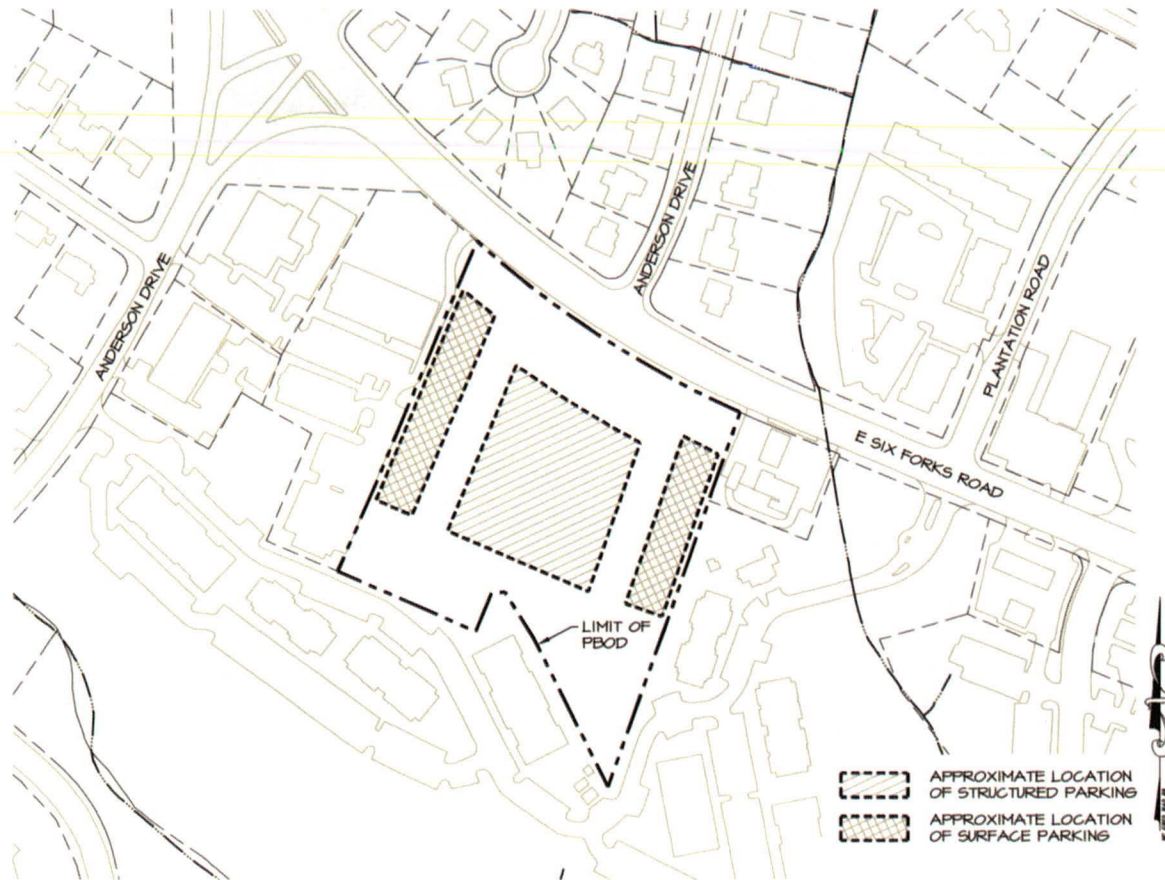 ANDERSON DRIVE
ANDERSON DRIVE
PLANTATION ROAD
E SIX FORKS ROAD
LIMIT OF
PBOD
APPROXIMATE LOCATION
OF STRUCTURED PARKING
APPROXIMATE LOCATION
OF SURFACE PARKING